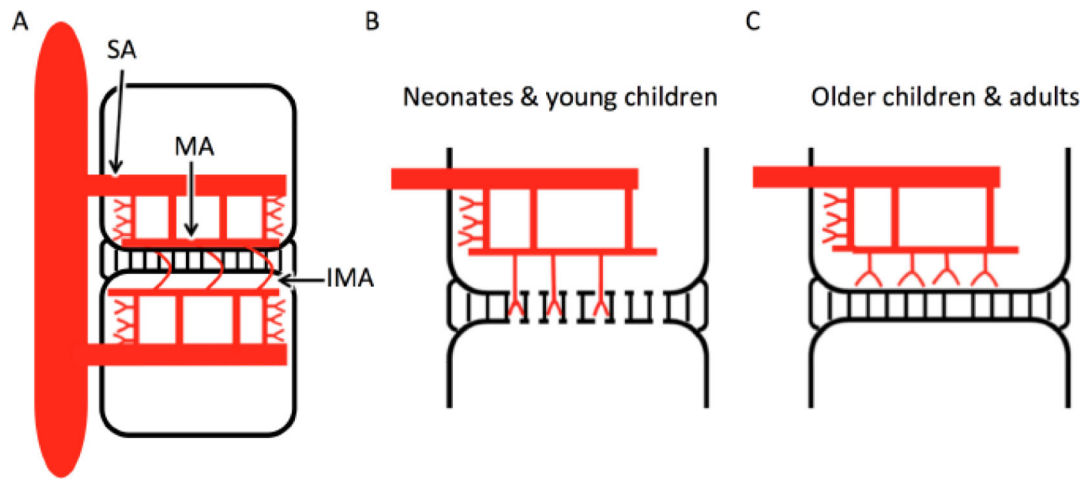 A
B
C
SA
Neonates & young children
Older children & adults
MA
IMA